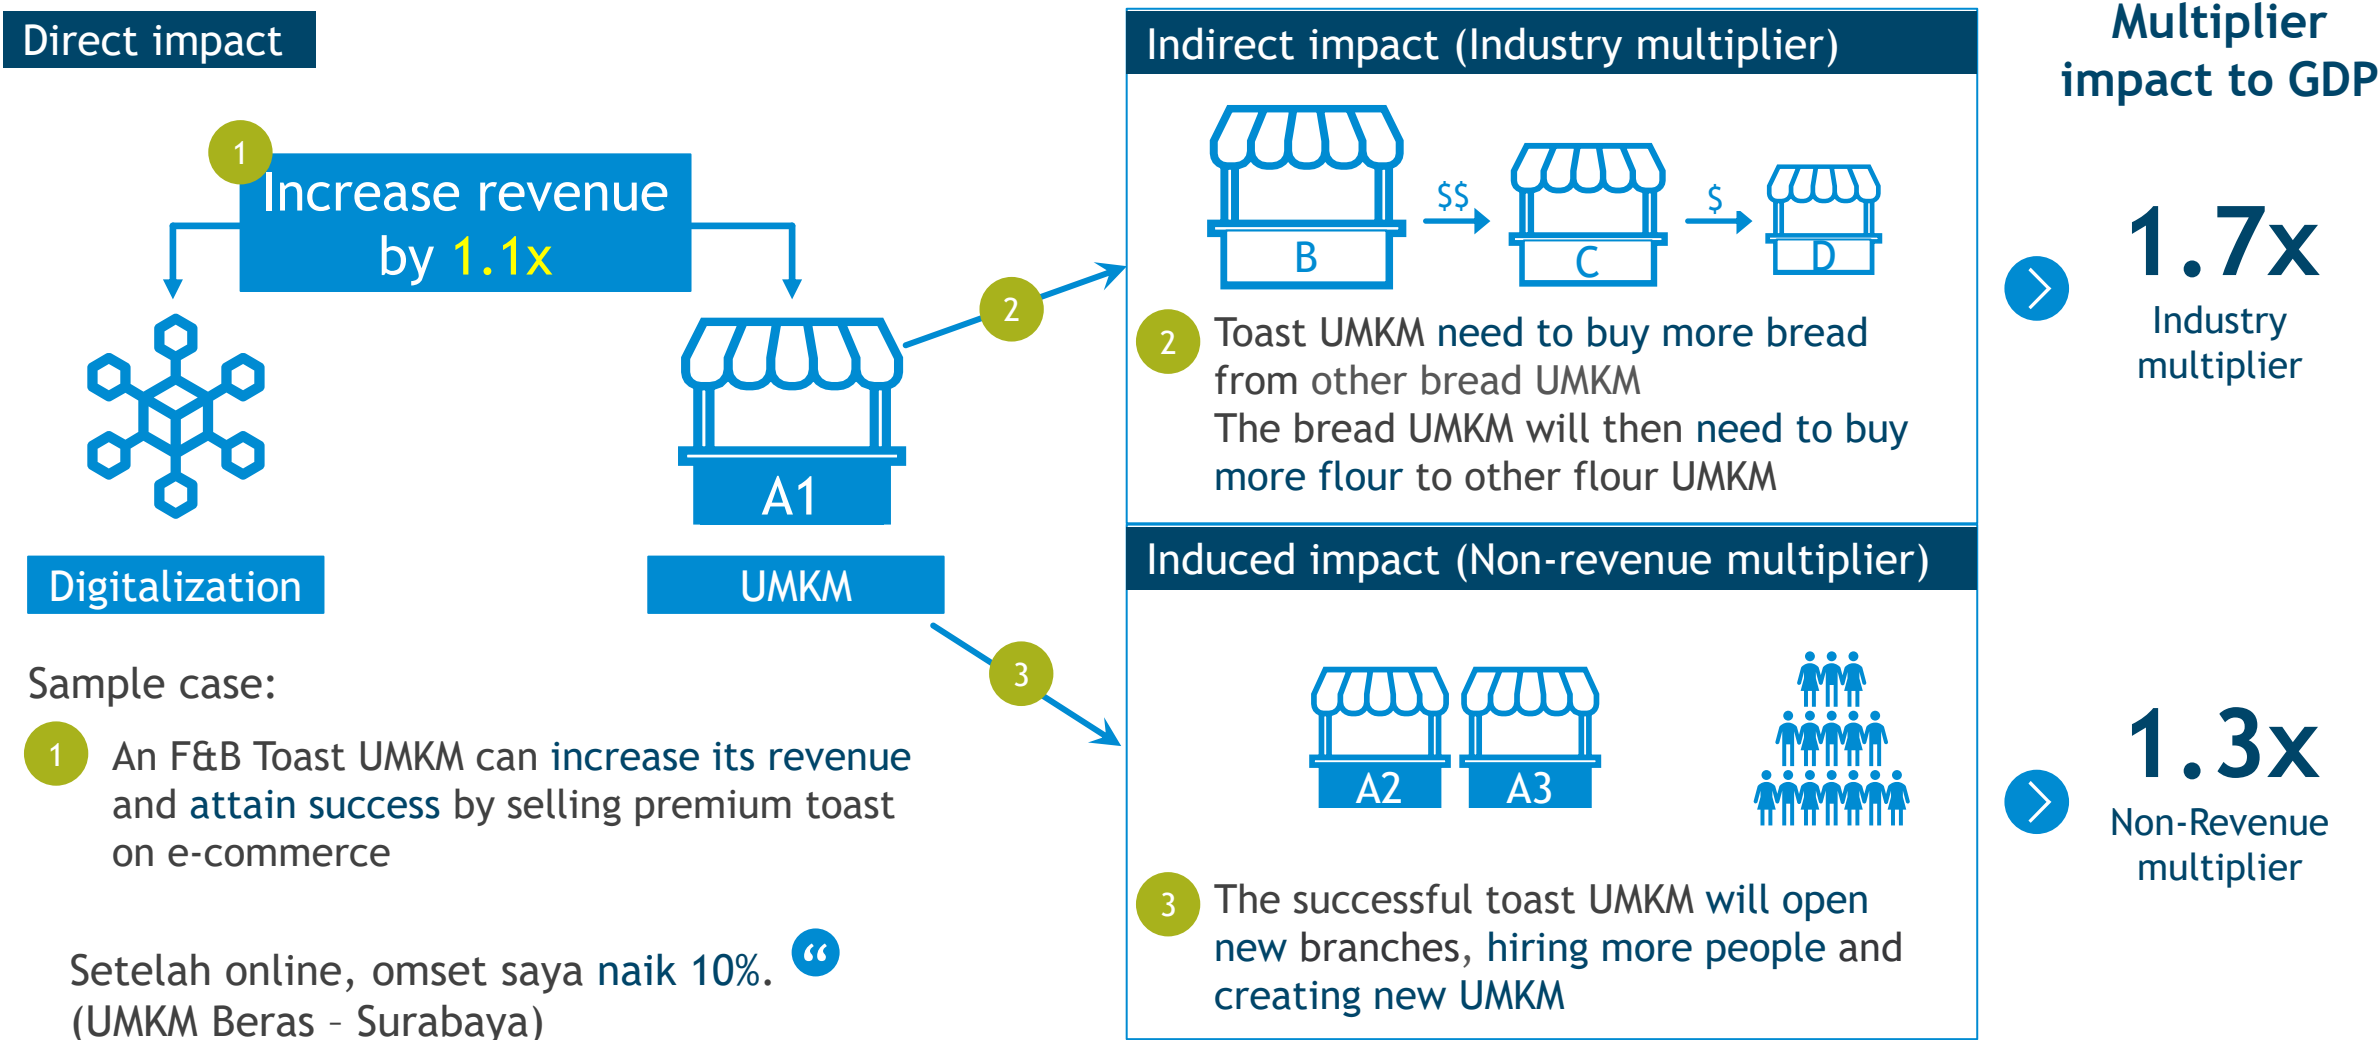 Direct impact
1
Increase revenue
by 1.1x
Digitalization
A1
UMKM
2
3
Sample case:
1
An F&B Toast UMKM can increase its revenue
and attain success by selling premium toast
on e-commerce
Setelah online, omset saya naik 10%. “
(UMKM Beras – Surabaya)
Indirect impact (Industry multiplier)
B
$$
C
$
D
2
Toast UMKM need to buy more bread
from other bread UMKM
The bread UMKM will then need to buy
more flour to other flour UMKM
Induced impact (Non-revenue multiplier)
A2
A3
3
The successful toast UMKM will open
new branches, hiring more people and
creating new UMKM
Multiplier
impact to GDP
1.7x
Industry
multiplier
1.3x
Non-Revenue
multiplier